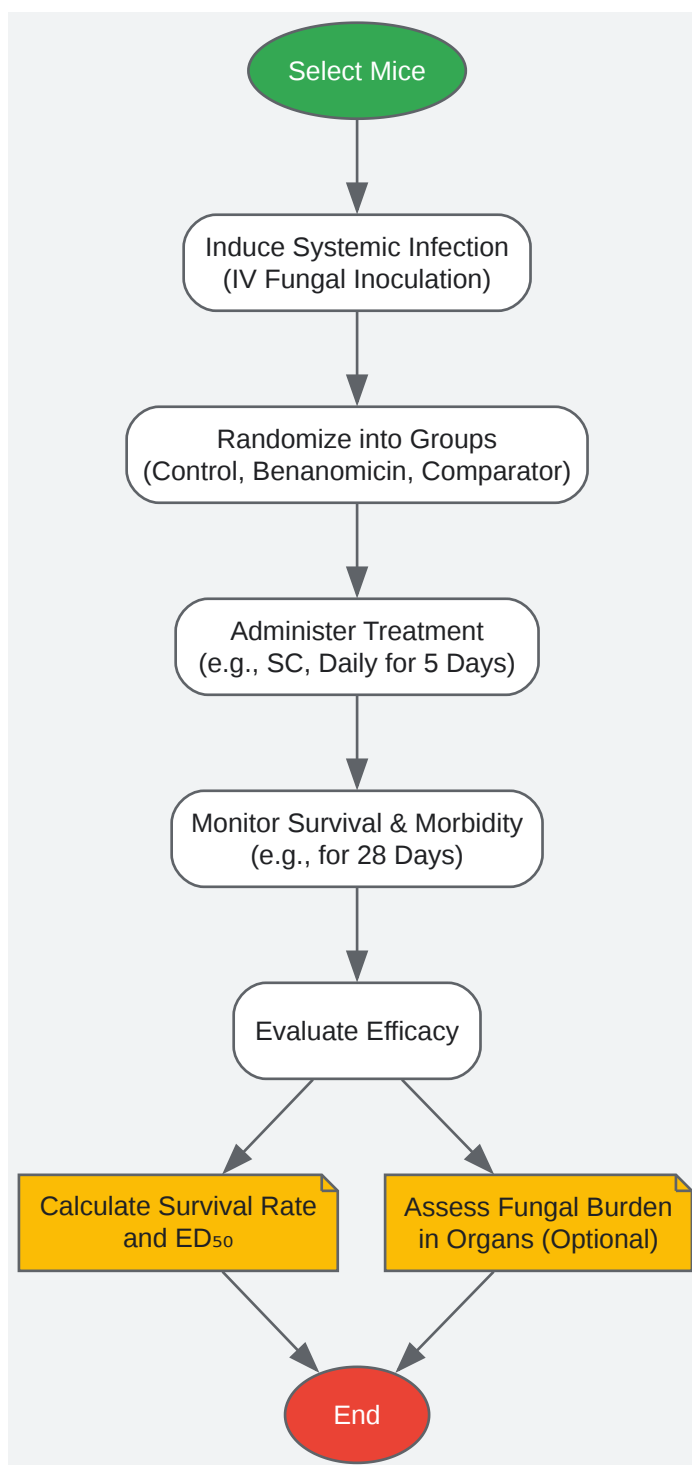 Select Mice
Induce Systemic Infection
(IV Fungal Inoculation)
Randomize into Groups
(Control, Benanomicin, Comparator)
Administer Treatment
(e.g., SC, Daily for 5 Days)
Monitor Survival & Morbidity
(e.g., for 28 Days)
Evaluate Efficacy
Calculate Survival Rate
and ED₅₀
Assess Fungal Burden
in Organs (Optional)
End